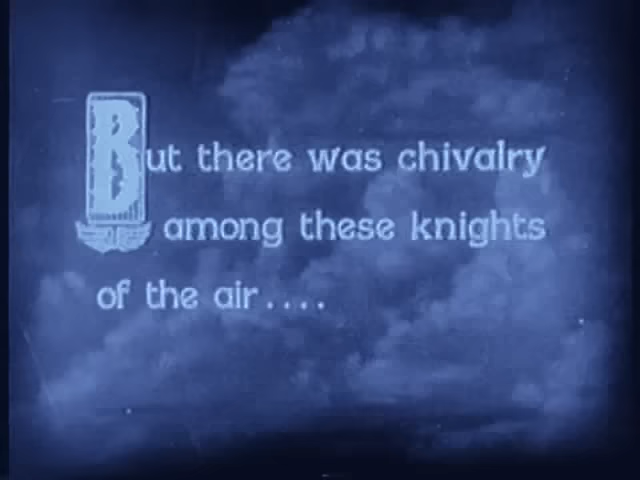 But there was chivalry
among these knights
of the air....